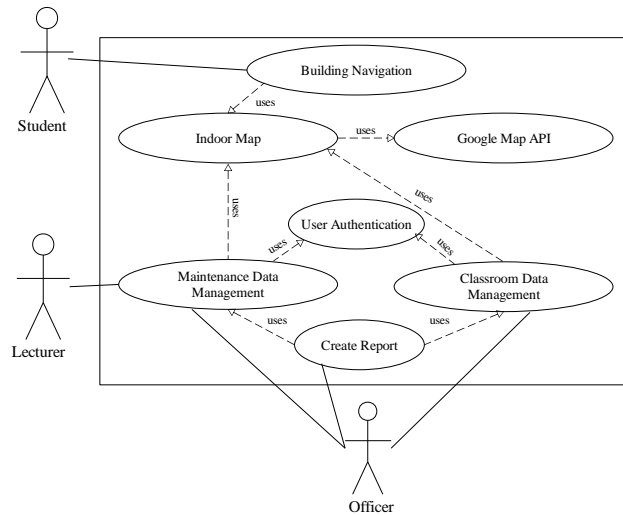 Building Navigation
uses
Student
Indoor Map
uses
Google Map API
uses
uses
User Authentication
uses
uses
Maintenance Data
Management
Classroom Data
Management
Lecturer
uses
uses
Create Report
Officer